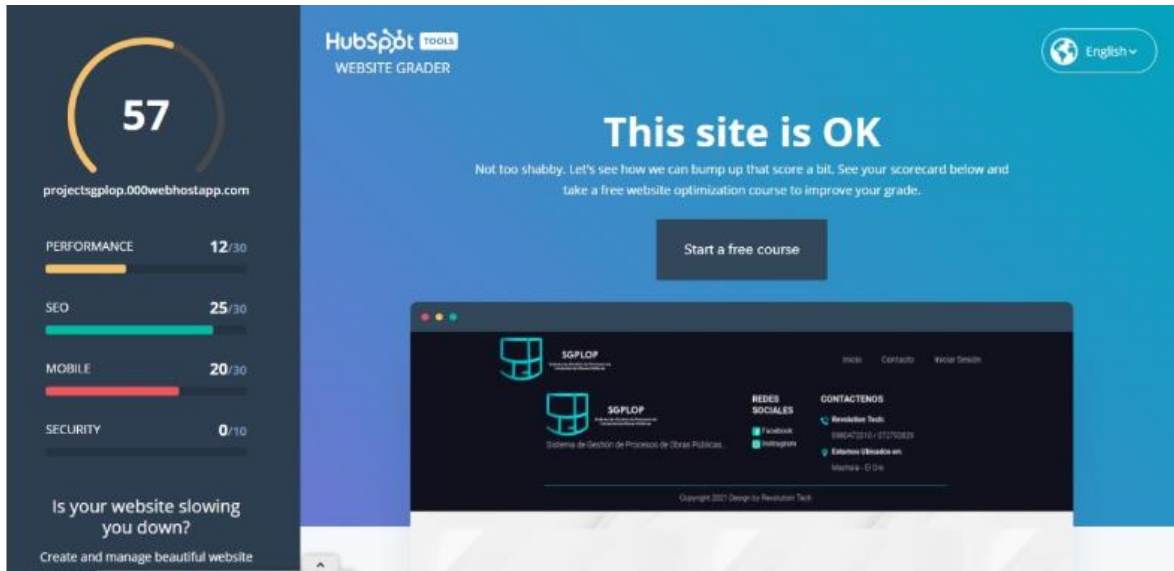 57
projectsgplop.000webhostapp.com
PERFORMANCE 12/30
SEO 25/30
MOBILE 20/30
SECURITY 0/10
Is your website slowing
you down?
Create and manage beautiful website
HubSpot TOOLS
WEBSITE GRADER
English
This site is OK
Not too shabby. Let's see how we can bump up that score a bit. See your scorecard below and
take a free website optimization course to improve your grade.
Start a free course
SGPLOP
Inicio Contacto Iniciar Sesión
SGPLOP
Sistema de Gestión de Procesos de Obras Públicas.
REDES
SOCIALES
Facebook
Instragram
CONTACTENOS
Revolution Tech:
Estamos Ubicados en:
Machala - El Oro
Copyright 2021 Design by Revolution Tech